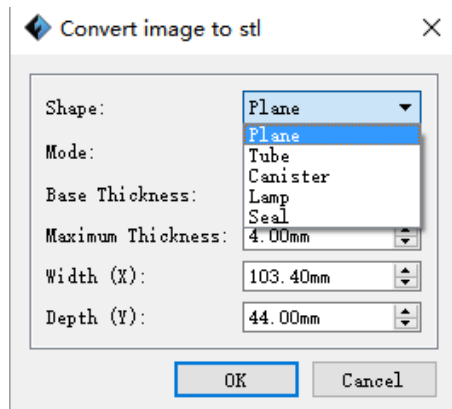 Convert image to stl
Shape: Plane
Plane
Mode: Tube
Canister
Base Thickness: Lamp
Seal
Maximum Thickness: 4.00mm
Width (X): 103.40mm
Depth (Y): 44.00mm
OK Cancel